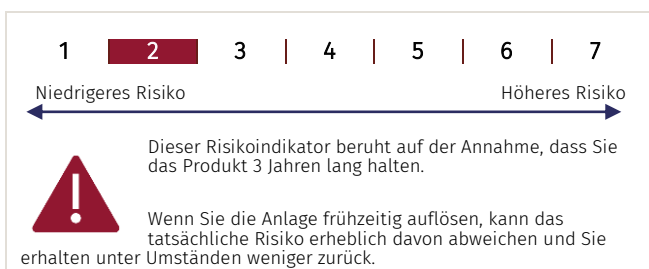 1 2 3 4 5 6 7
Niedrigeres Risiko Höheres Risiko
Dieser Risikoindikator beruht auf der Annahme, dass Sie
das Produkt 3 Jahren lang halten.
Wenn Sie die Anlage frühzeitig auflösen, kann das
tatsächliche Risiko erheblich davon abweichen und Sie
erhalten unter Umständen weniger zurück.